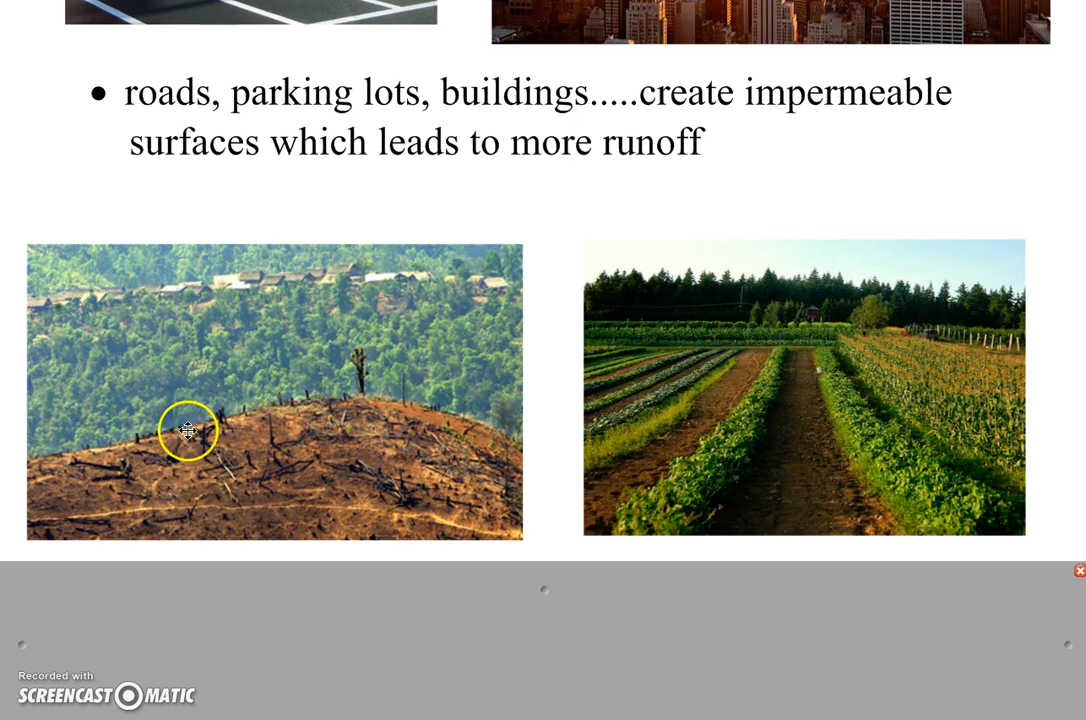 • roads, parking lots, buildings.....create impermeable
surfaces which leads to more runoff
Recorded with
SCREENCAST MATIC